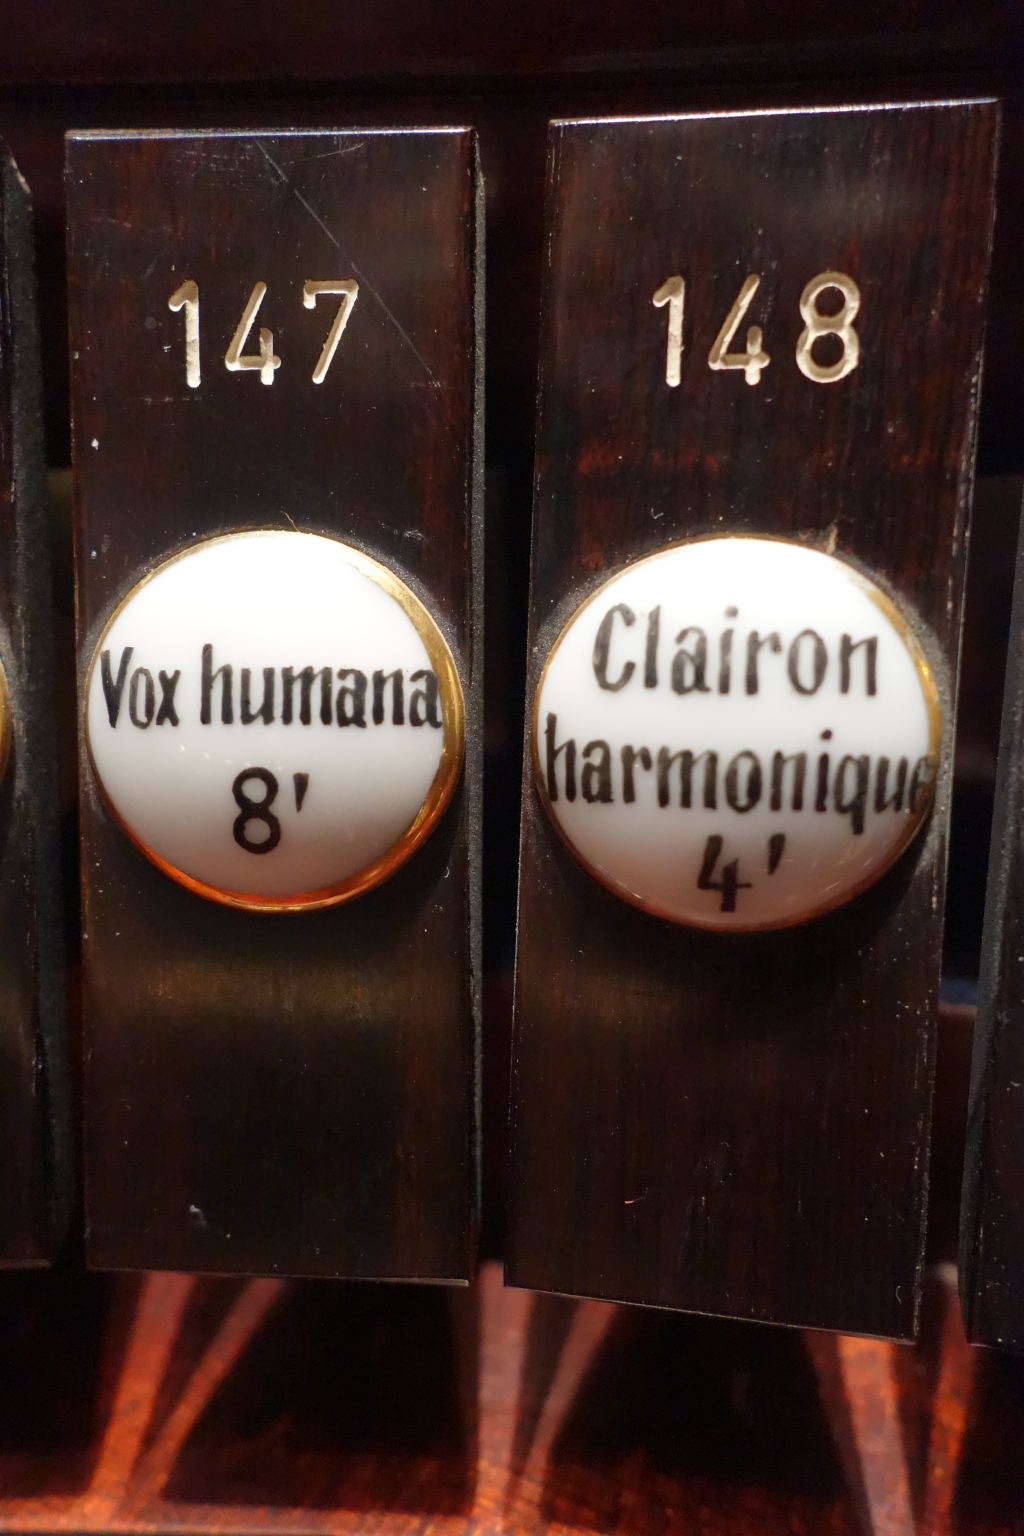 147
Vox humana
8'
148
Clairon
harmonique
4'